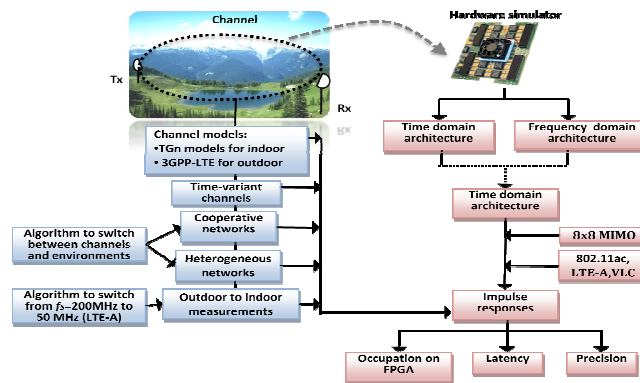 Channel
Hardware simulator
Tx
Rx
Rx
Channel models:
•TGn models for indoor
• 3GPP-LTE for outdoor
Time-variant
channels
Cooperative
networks
Algorithm to switch
between channels
and environments
Heterogeneous
networks
Algorithm to switch
from fs=200MHz to
50 MHz (LTE-A)
Outdoor to Indoor
measurements
Time domain
architecture
Frequency domain
architecture
Time domain
architecture
8x8 MIMO
802.11ac,
LTE-A,VLC
Impulse
responses
Occupation on
FPGA
Latency
Precision